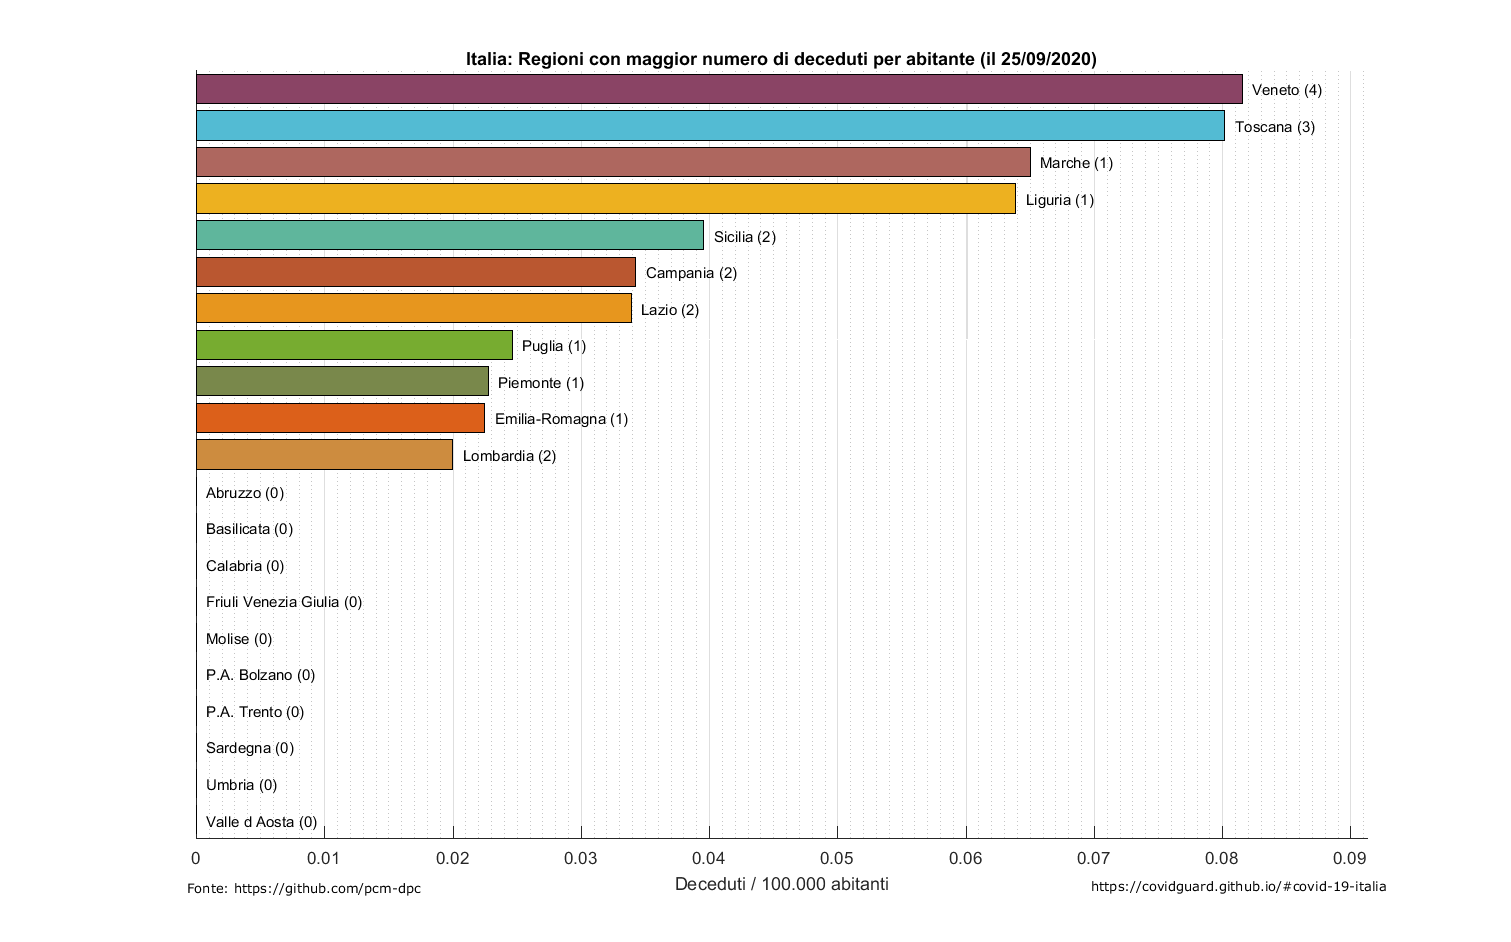 Italia: Regioni con maggior numero di deceduti per abitante (il 25/09/2020)
Veneto (4)
Toscana (3)
Marche (1)
Liguria (1)
Sicilia (2)
Campania (2)
Lazio (2)
Puglia (1)
Piemonte (1)
Emilia-Romagna (1)
Lombardia (2)
Abruzzo (0)
Basilicata (0)
Calabria (0)
Friuli Venezia Giulia (0)
Molise (0)
P.A. Bolzano (0)
P.A. Trento (0)
Sardegna (0)
Umbria (0)
Valle d Aosta (0)
0 0.01 0.02 0.03 0.04 0.05 0.06 0.07 0.08 0.09
Deceduti / 100.000 abitanti
Fonte: https://github.com/pcm-dpc
https://covidguard.github.io/#covid-19-italia